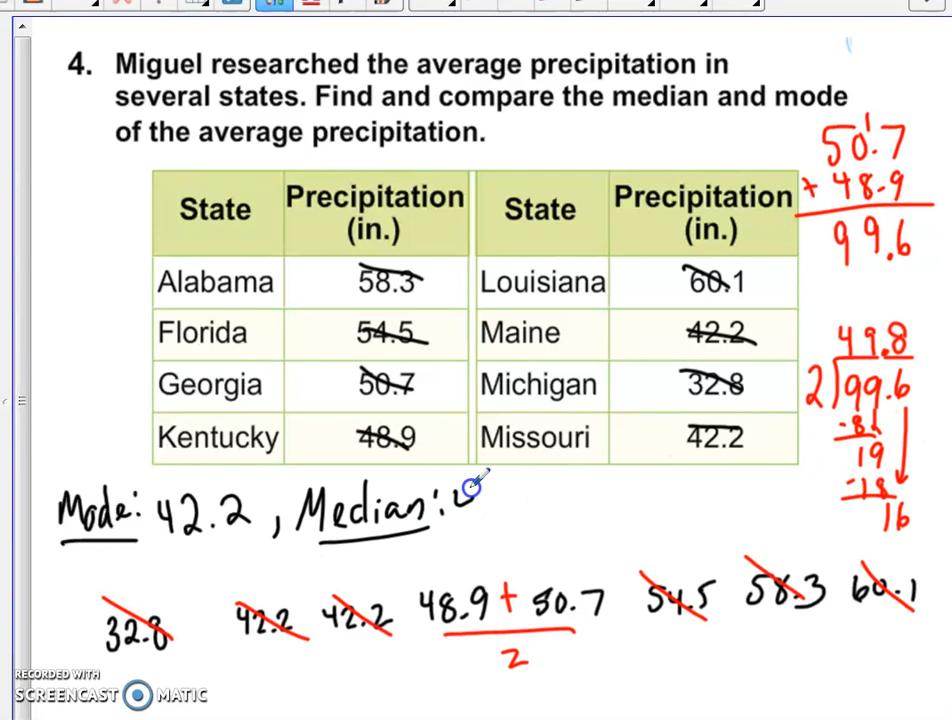 4. Miguel researched the average precipitation in
several states. Find and compare the median and mode
of the average precipitation.
State Precipitation (in.) State Precipitation (in.)
Alabama 58.3 Louisiana 60.1
Florida 54.5 Maine 42.2
Georgia 50.7 Michigan 32.8
Kentucky 48.9 Missouri 42.2
1
50.7
+ 48.9
99.6
49.8
2)99.6
19
-18
16
Mode: 42.2, Median:
32.8 42.2 42.2 48.9 + 50.7 54.5 58.3 60.1
2
RECORDED WITH
SCREENCAST MATIC